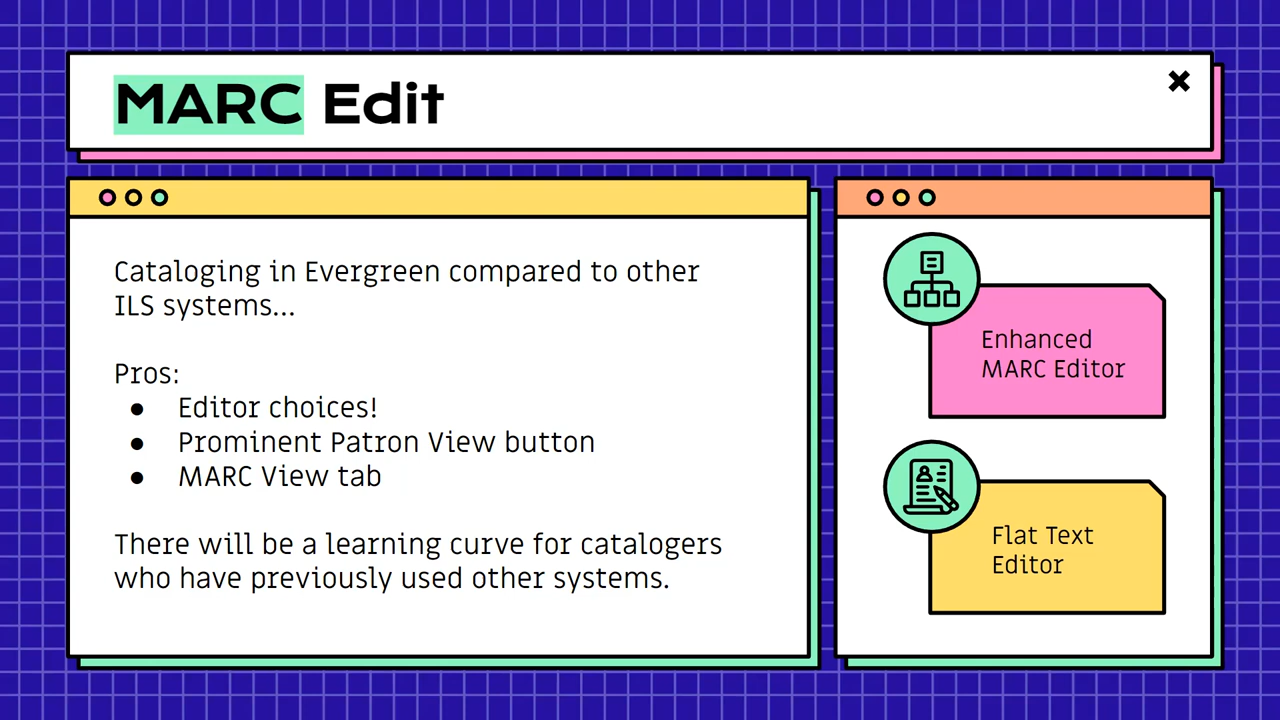 MARC Edit
Cataloging in Evergreen compared to other
ILS systems...
Pros:
● Editor choices!
● Prominent Patron View button
● MARC View tab
There will be a learning curve for catalogers
who have previously used other systems.
Enhanced
MARC Editor
Flat Text
Editor